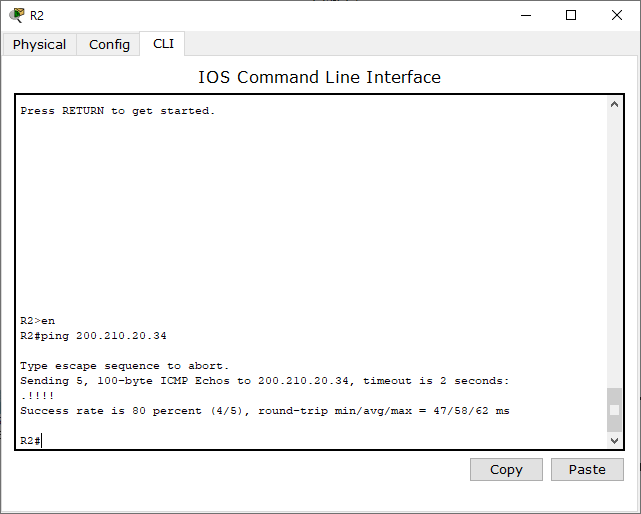 R2
Physical Config CLI
IOS Command Line Interface
Press RETURN to get started.
R2>en
R2#ping 200.210.20.34
Type escape sequence to abort.
Sending 5, 100-byte ICMP Echos to 200.210.20.34, timeout is 2 seconds:
.!!!!
Success rate is 80 percent (4/5), round-trip min/avg/max = 47/58/62 ms
R2#
Copy Paste